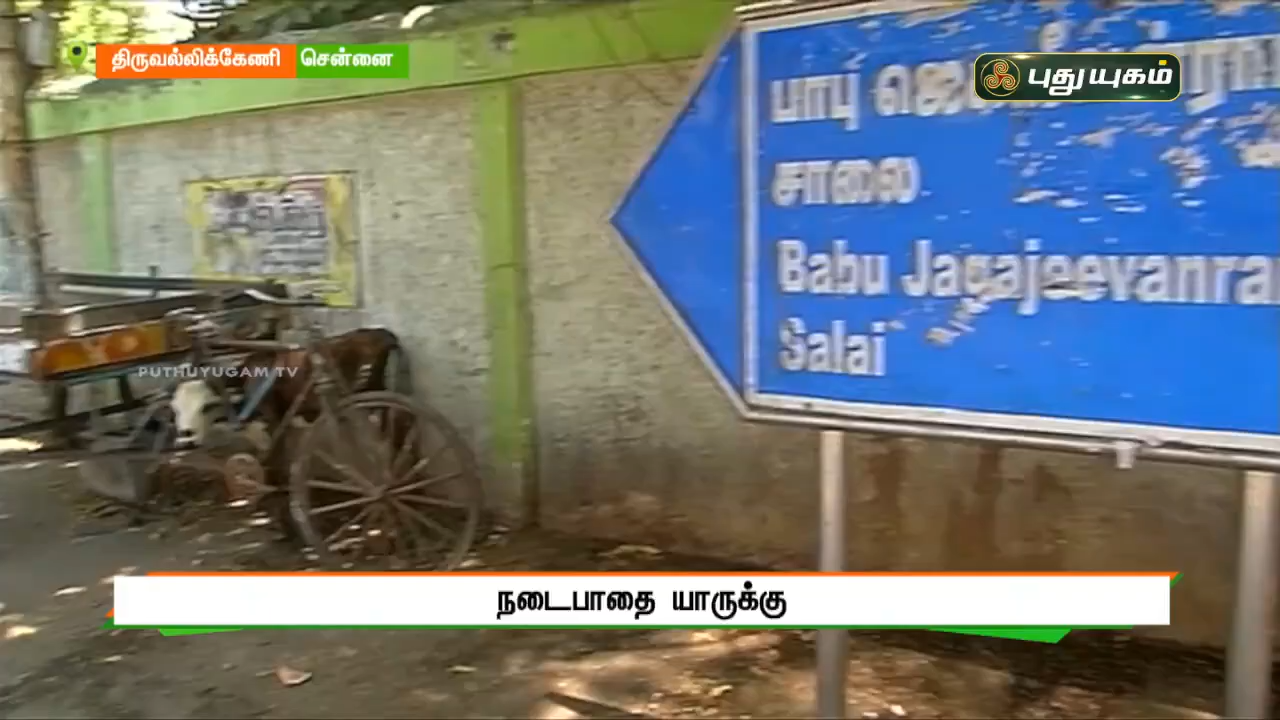 திருவல்லிக்கேணி சென்னை
புதுயுகம்
பாபு
சாலை
Babu Jagajeevanra
Salai
PUTHUYUGAM TV
நடைபாதை யாருக்கு